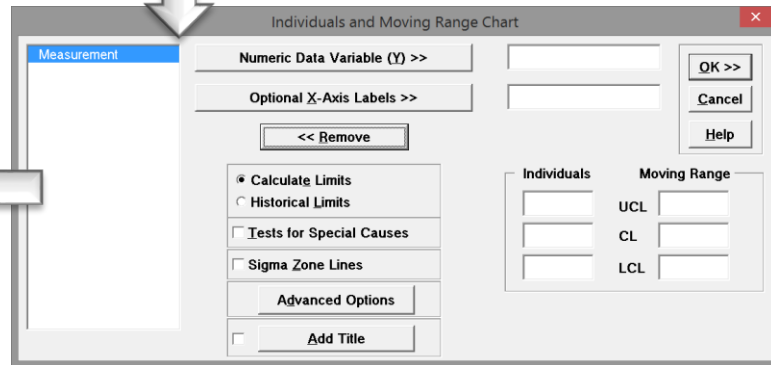 Individuals and Moving Range Chart
Measurement
Numeric Data Variable (Y) >>
Optional X-Axis Labels >>
<< Remove
OK >>
Cancel
Help
Calculate Limits
Historical Limits
Tests for Special Causes
Sigma Zone Lines
Advanced Options
Add Title
Individuals Moving Range
UCL
CL
LCL